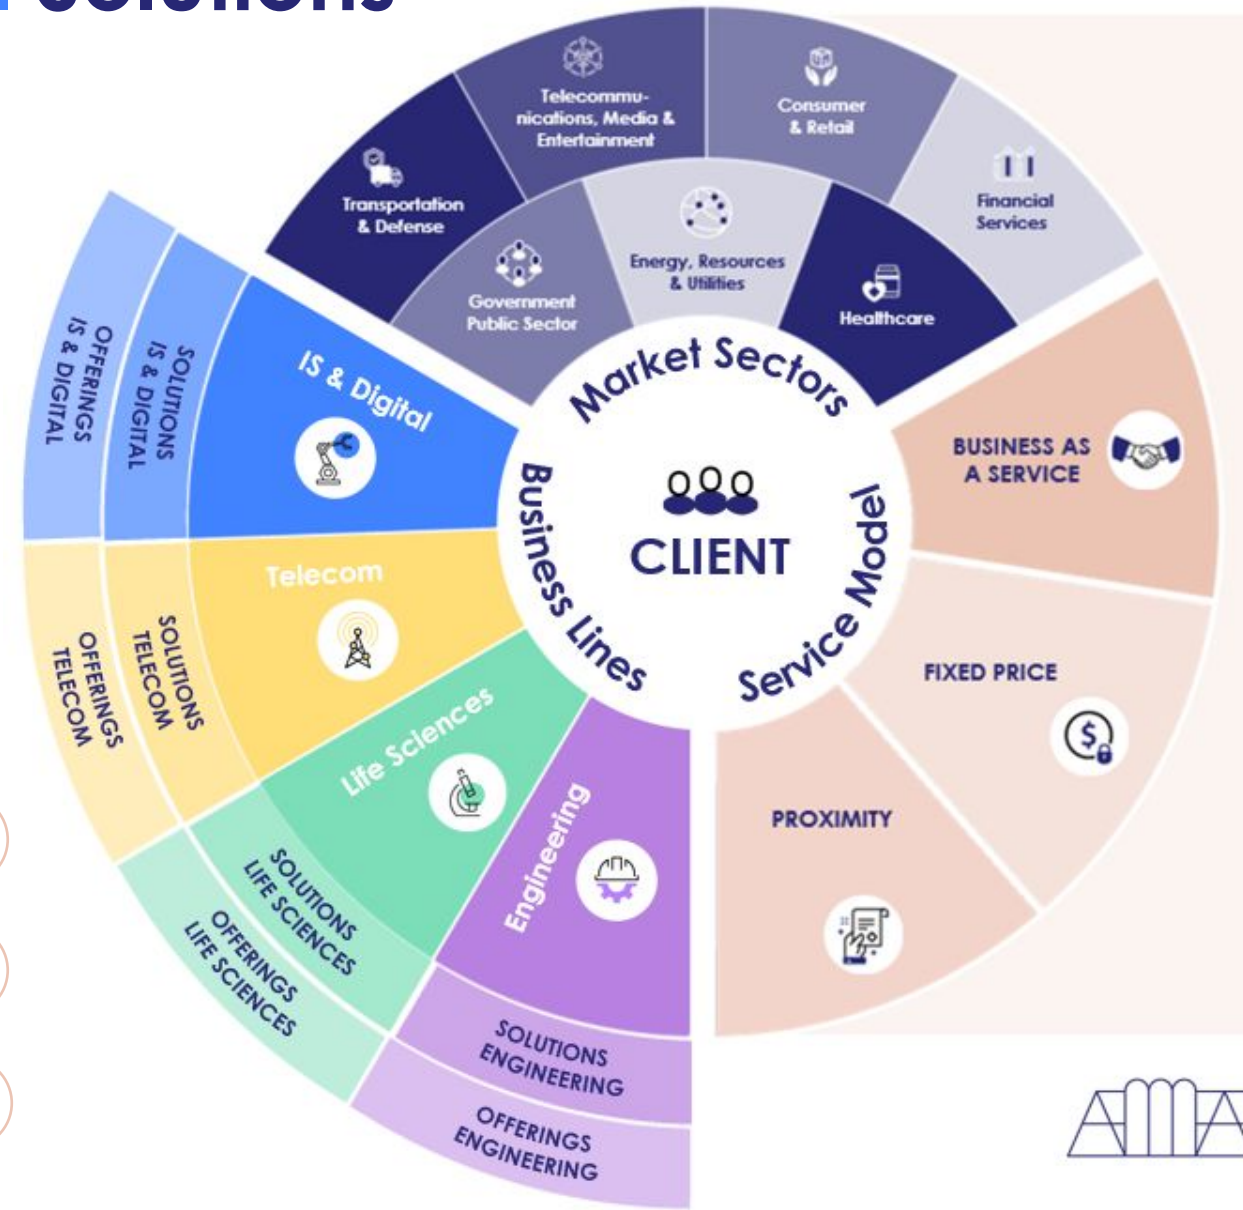 Solutions
Telecommu-
nications, Media &
Entertainment
Consumer
& Retail
Transportation
& Defense
Financial
Services
Government
Public Sector
Energy, Resources
& Utilities
Healthcare
Market Sectors
Business Lines
Service Model
CLIENT
IS & Digital
SOLUTIONS
IS & DIGITAL
OFFERINGS
IS & DIGITAL
Telecom
SOLUTIONS
TELECOM
OFFERINGS
TELECOM
Life Sciences
SOLUTIONS
LIFE SCIENCES
OFFERINGS
LIFE SCIENCES
Engineering
SOLUTIONS
ENGINEERING
OFFERINGS
ENGINEERING
BUSINESS AS
A SERVICE
FIXED PRICE
$
PROXIMITY